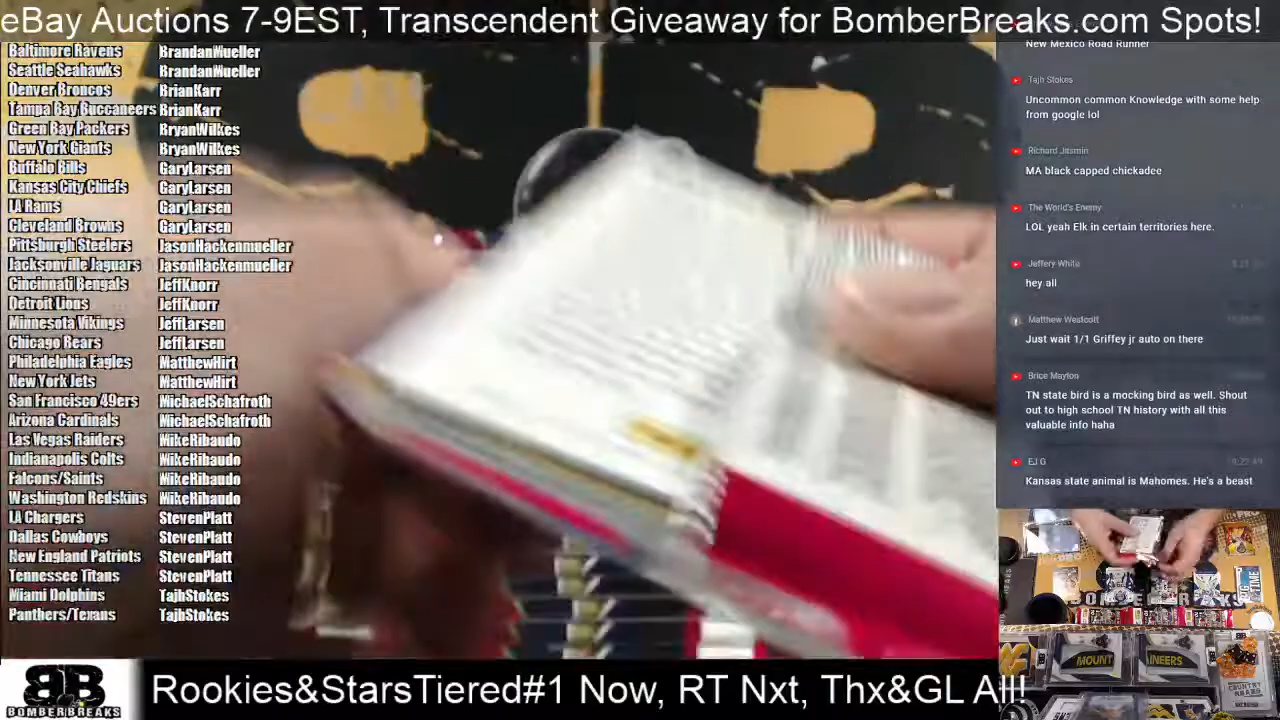 eBay Auctions 7-9EST, Transcendent Giveaway for BomberBreaks.com Spots!
Baltimore Ravens BrandanMueller
Seattle Seahawks BrandanMueller
Denver Broncos BrianKarr
Tampa Bay Buccaneers BrianKarr
Green Bay Packers BryanWilkes
New York Giants BryanWilkes
Buffalo Bills GaryLarsen
Kansas City Chiefs GaryLarsen
LA Rams GaryLarsen
Cleveland Browns GaryLarsen
Pittsburgh Steelers JasonHackenmueller
Jacksonville Jaguars JasonHackenmueller
Cincinnati Bengals JeffKnorr
Detroit Lions JeffKnorr
Minnesota Vikings JeffLarsen
Chicago Bears JeffLarsen
Philadelphia Eagles MatthewHirt
New York Jets MatthewHirt
San Francisco 49ers MichaelSchafroth
Arizona Cardinals MichaelSchafroth
Las Vegas Raiders MikeRibaudo
Indianapolis Colts MikeRibaudo
Falcons/Saints MikeRibaudo
Washington Redskins MikeRibaudo
LA Chargers StevenPlatt
Dallas Cowboys StevenPlatt
New England Patriots StevenPlatt
Tennessee Titans StevenPlatt
Miami Dolphins TajhStokes
Panthers/Texans TajhStokes
New Mexico Road Runner
Tajh Stokes
Uncommon common Knowledge with some help
from google lol
Richard Jasmin
MA black capped chickadee
The World's Enemy
LOL yeah Elk in certain territories here.
Jeffery White
hey all
Matthew Westcott
Just wait 1/1 Griffey jr auto on there
Brice Mayton
TN state bird is a mocking bird as well. Shout
out to high school TN history with all this
valuable info haha
EJ G
Kansas state animal is Mahomes. He's a beast
BOMBERBREAKS
MOUNT
INEERS
COUNTRY
ROADS
BB
BOMBERBREAKS
Rookies&StarsTiered#1 Now, RT Nxt, Thx&GL All!